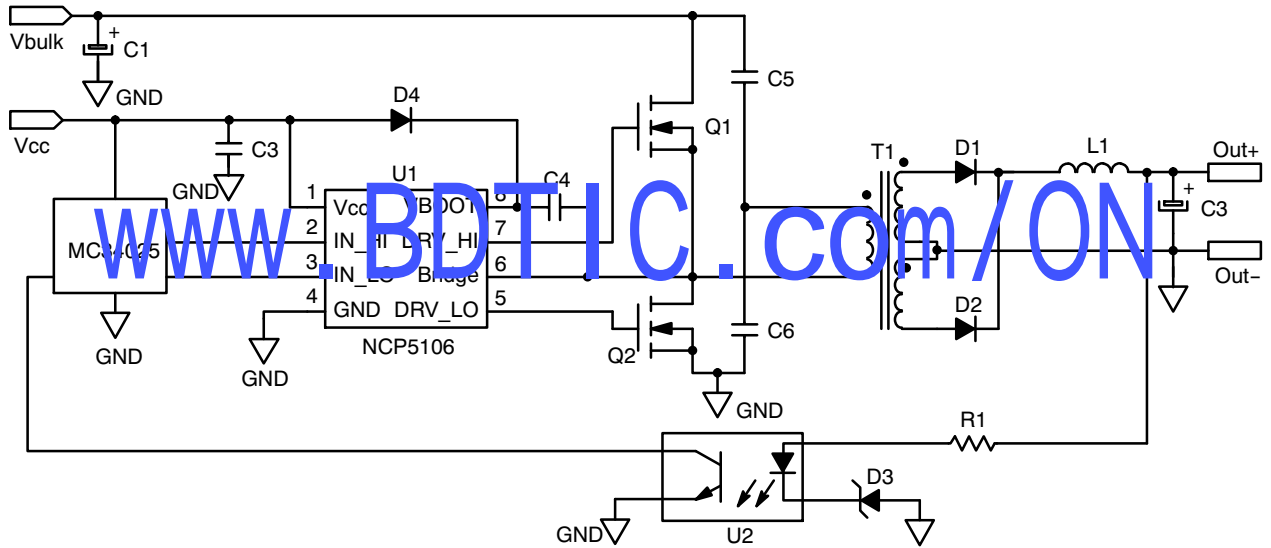 Vbulk
+
C1
GND
C5
D4
Vcc
C3
Q1
T1
D1
L1
Out+
GND
U1
C4
1
Vcc
VBOOT
8
+
C3
MC34025
2
IN_HI
DRV_HI
7
www.BDTIC.com/ON
3
IN_LO
Bridge
6
Out−
4
GND
DRV_LO
5
D2
C6
GND
NCP5106
Q2
GND
GND
R1
D3
GND
U2